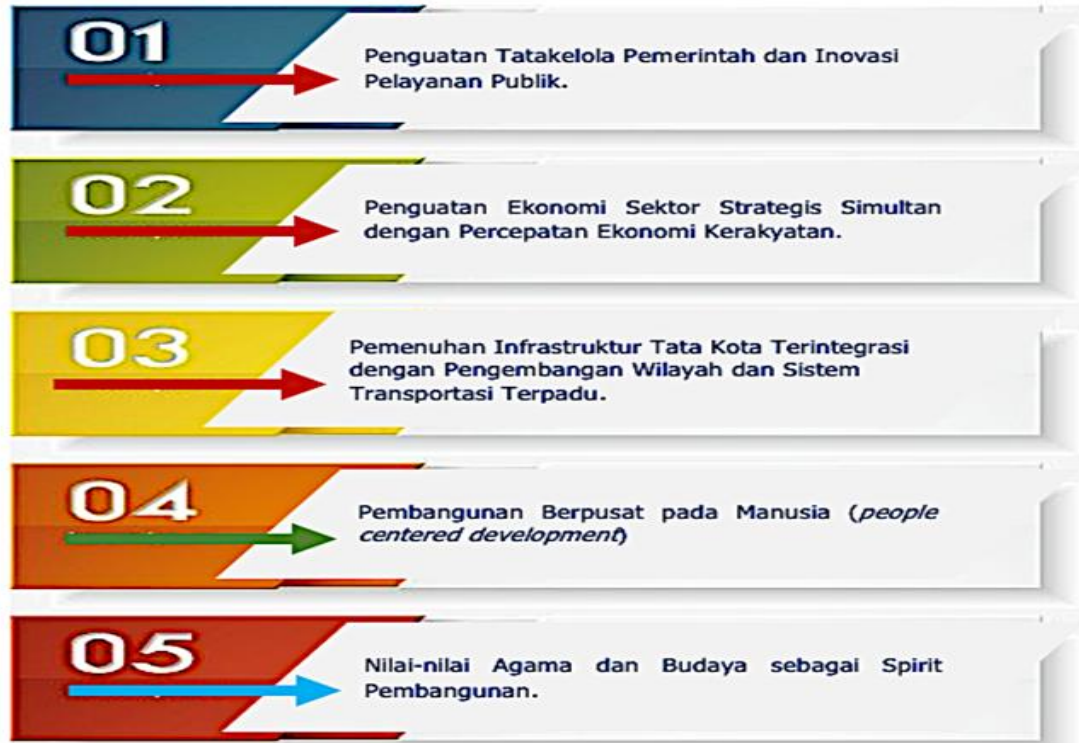 01
Penguatan Tatakelola Pemerintah dan Inovasi
Pelayanan Publik.
02
Penguatan Ekonomi Sektor Strategis Simultan
dengan Percepatan Ekonomi Kerakyatan.
03
Pemenuhan Infrastruktur Tata Kota Terintegrasi
dengan Pengembangan Wilayah dan Sistem
Transportasi Terpadu.
04
Pembangunan Berpusat pada Manusia (people
centered development)
05
Nilai-nilai Agama dan Budaya sebagai Spirit
Pembangunan.